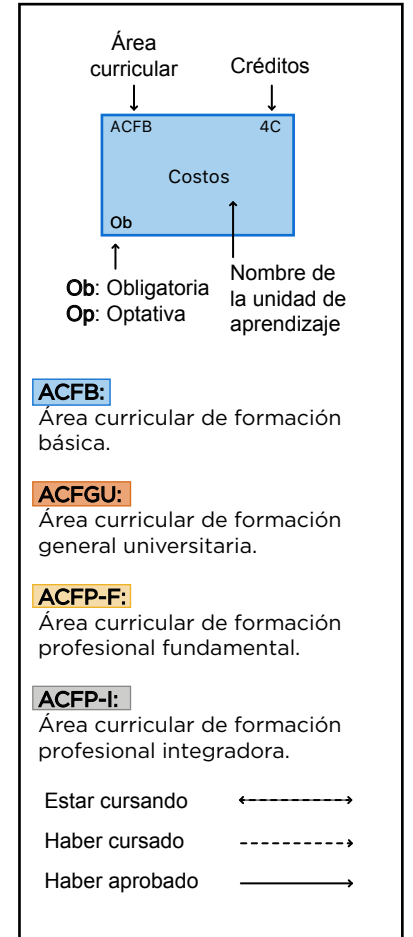 Área
curricular
Créditos
ACFB
4C
Costos
Ob
Ob: Obligatoria
Op: Optativa
Nombre de
la unidad de
aprendizaje
ACFB:
Área curricular de formación
básica.
ACFGU:
Área curricular de formación
general universitaria.
ACFP-F:
Área curricular de formación
profesional fundamental.
ACFP-I:
Área curricular de formación
profesional integradora.
Estar cursando
Haber cursado
Haber aprobado